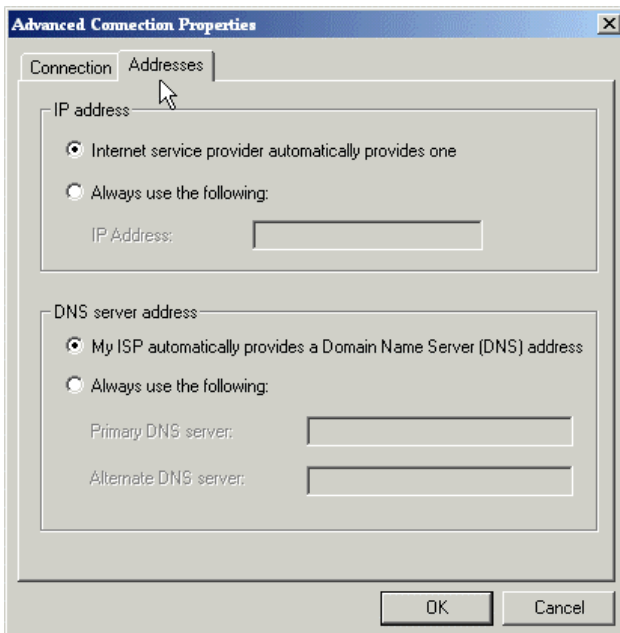 Advanced Connection Properties
Connection
Addresses
IP address
Internet service provider automatically provides one
Always use the following:
IP Address:
DNS server address
My ISP automatically provides a Domain Name Server (DNS) address
Always use the following:
Primary DNS server:
Alternate DNS server:
OK
Cancel